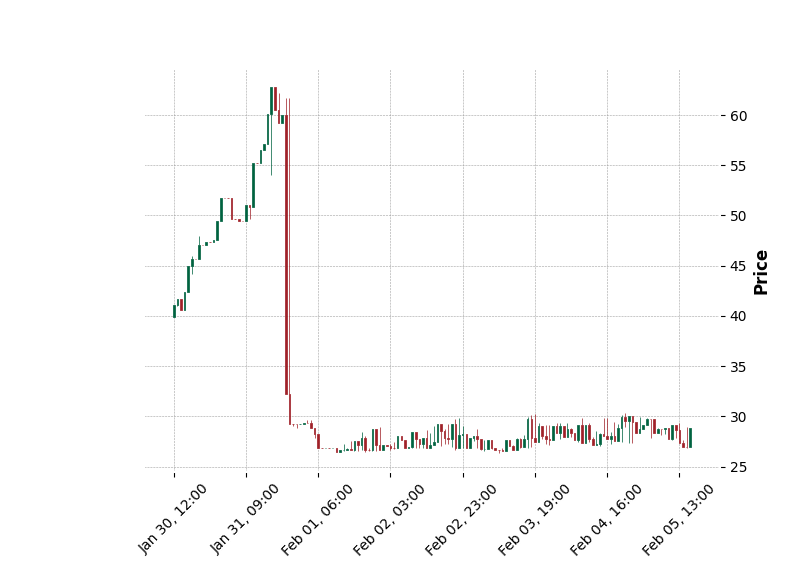 60
55
50
45
40
35
30
25
Price
Jan 30, 12:00
Jan 31, 09:00
Feb 01, 06:00
Feb 02, 03:00
Feb 02, 23:00
Feb 03, 19:00
Feb 04, 16:00
Feb 05, 13:00